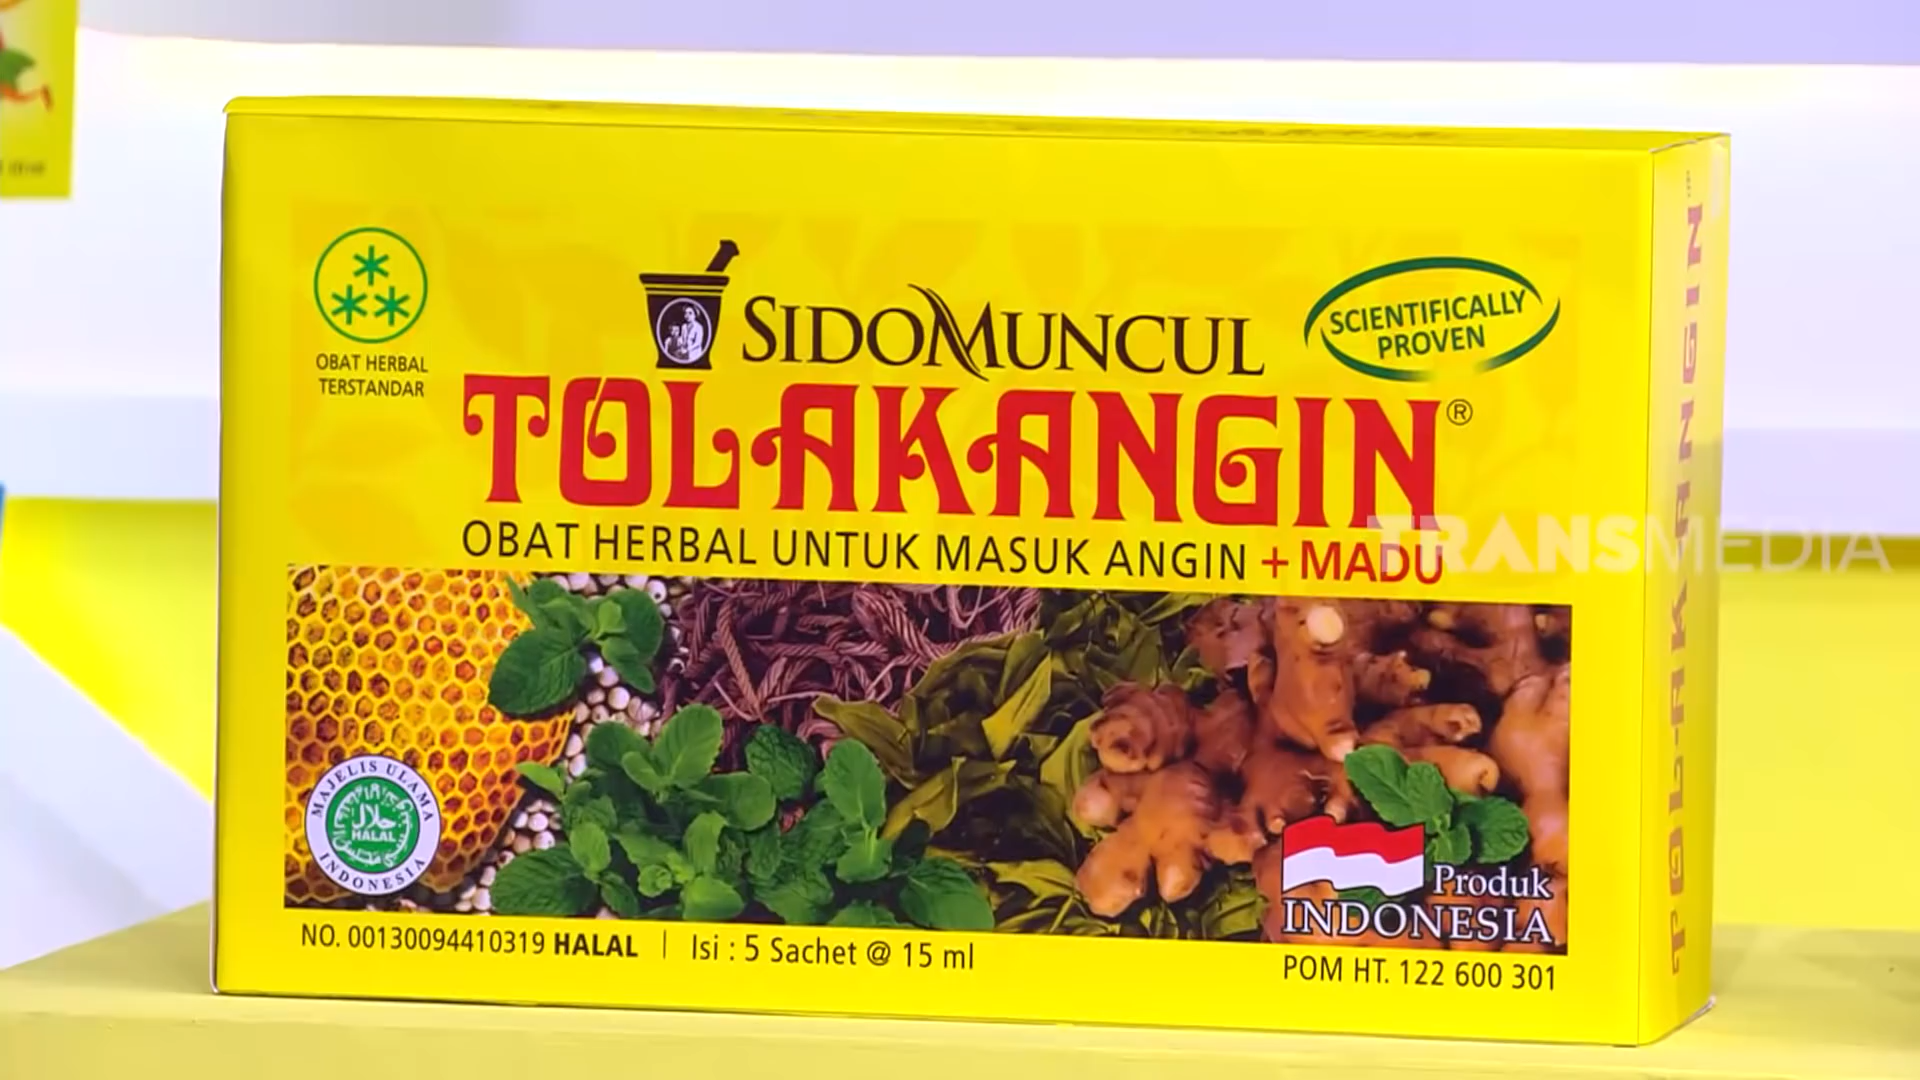 OBAT HERBAL
TERSTANDAR
SIDOMUNCUL
SCIENTIFICALLY
PROVEN
TOLAKANGIN®
OBAT HERBAL UNTUK MASUK ANGIN + MADU
TRANSMEDIA
TOLAKANGIN
MAJELIS ULAMA
حلال
HALAL
INDONESIA
Produk
INDONESIA
NO. 00130094410319 HALAL | Isi : 5 Sachet @ 15 ml
POM HT. 122 600 301